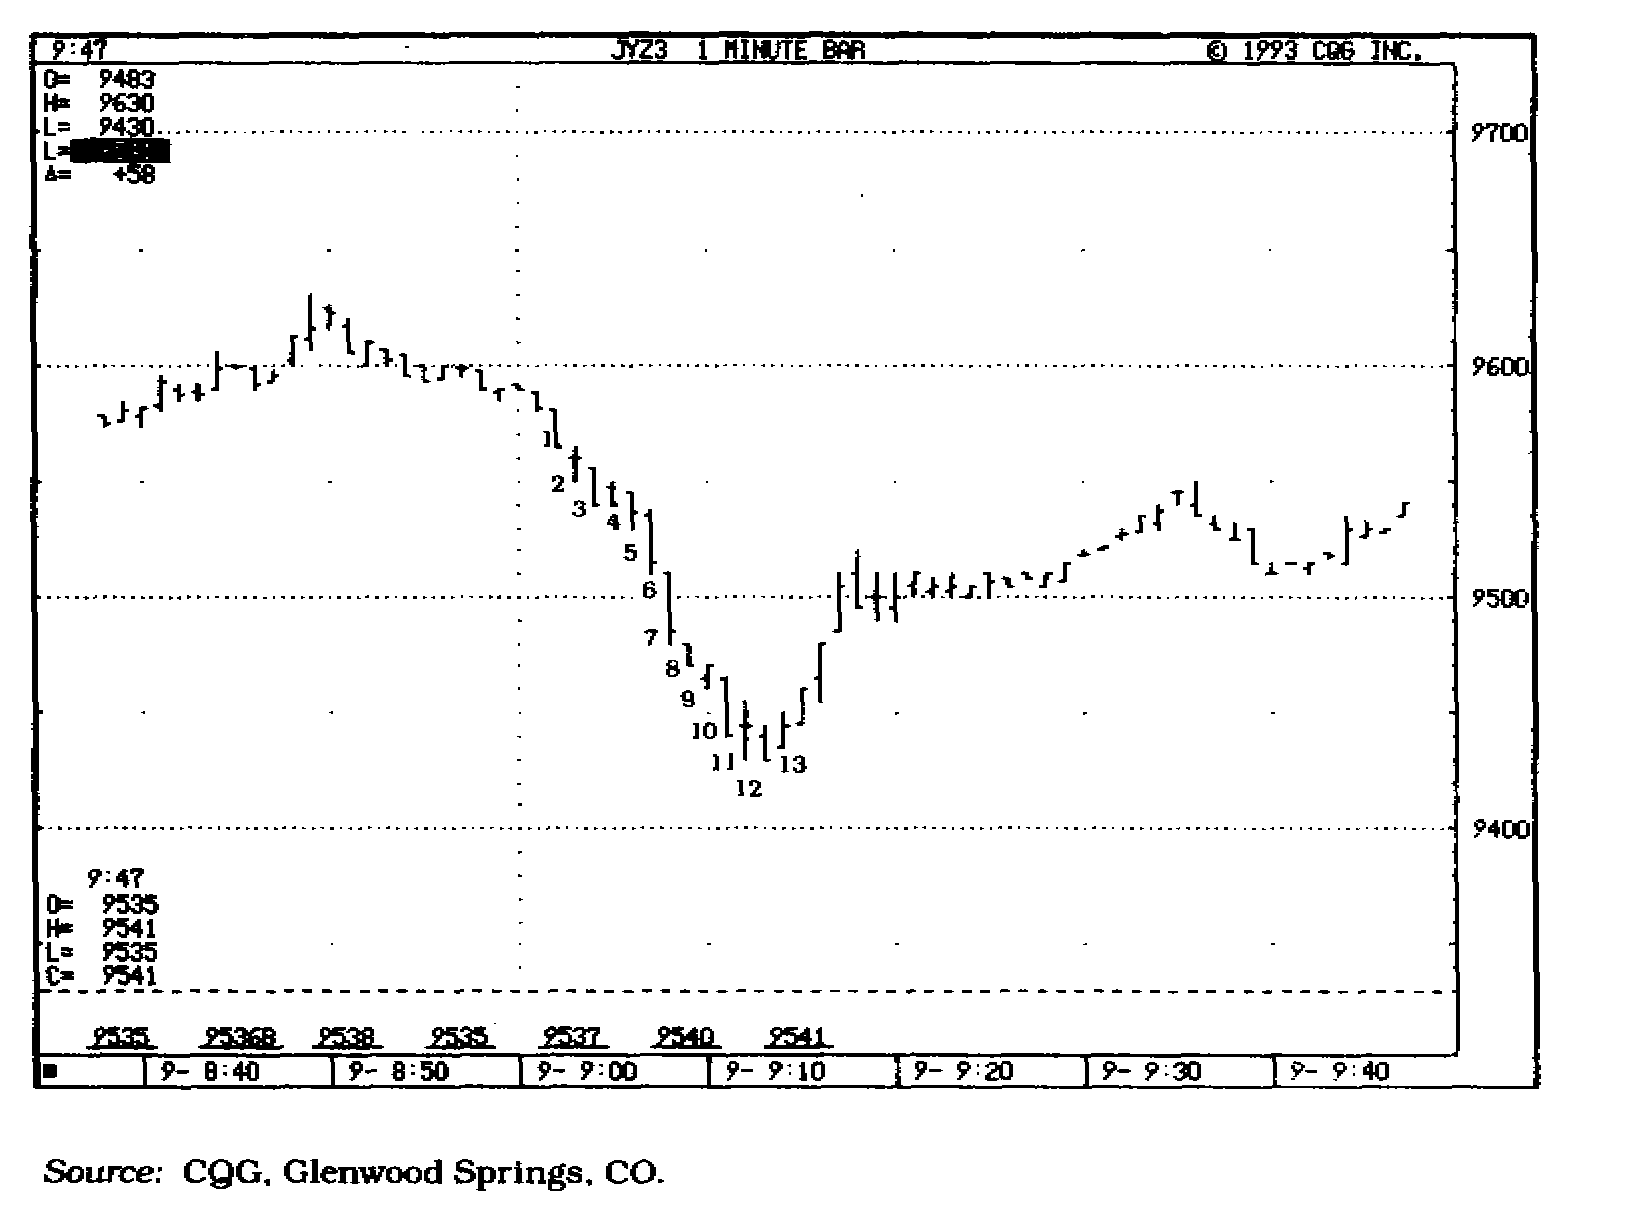 9:47 JYZ3 1 MINUTE BAR © 1993 CQG INC.
O= 9483
H= 9630
L= 9430
L=
Δ= +58
9700
9600
9500
9400
1
2
3
4
5
6
7
8
9
10
11
12
13
9:47
O= 9535
H= 9541
L= 9535
C= 9541
9535 9536B 9538 9535 9537 9540 9541
9- 8:40 9- 8:50 9- 9:00 9- 9:10 9- 9:20 9- 9:30 9- 9:40
Source: CQG, Glenwood Springs, CO.